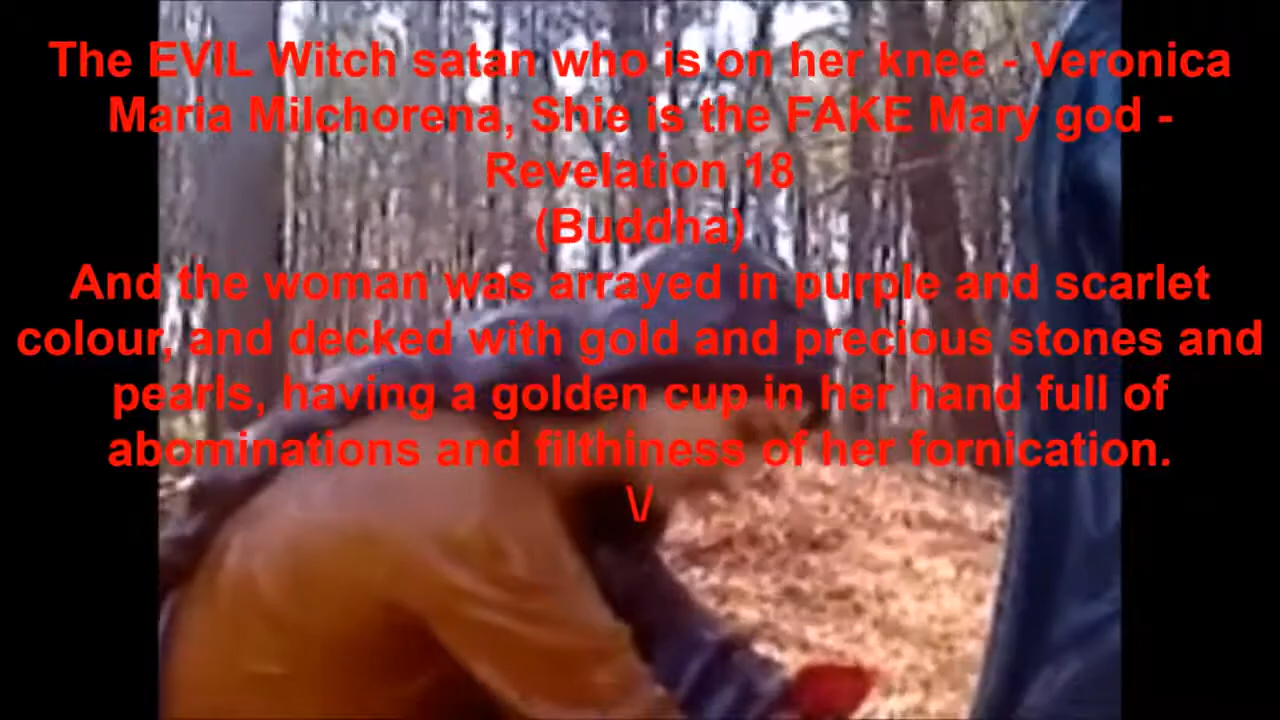 The EVIL Witch satan who is on her knee - Veronica
Maria Milchorena, Shie is the FAKE Mary god -
Revelation 18
(Buddha)
And the woman was arrayed in purple and scarlet
colour, and decked with gold and precious stones and
pearls, having a golden cup in her hand full of
abominations and filthiness of her fornication.
\/